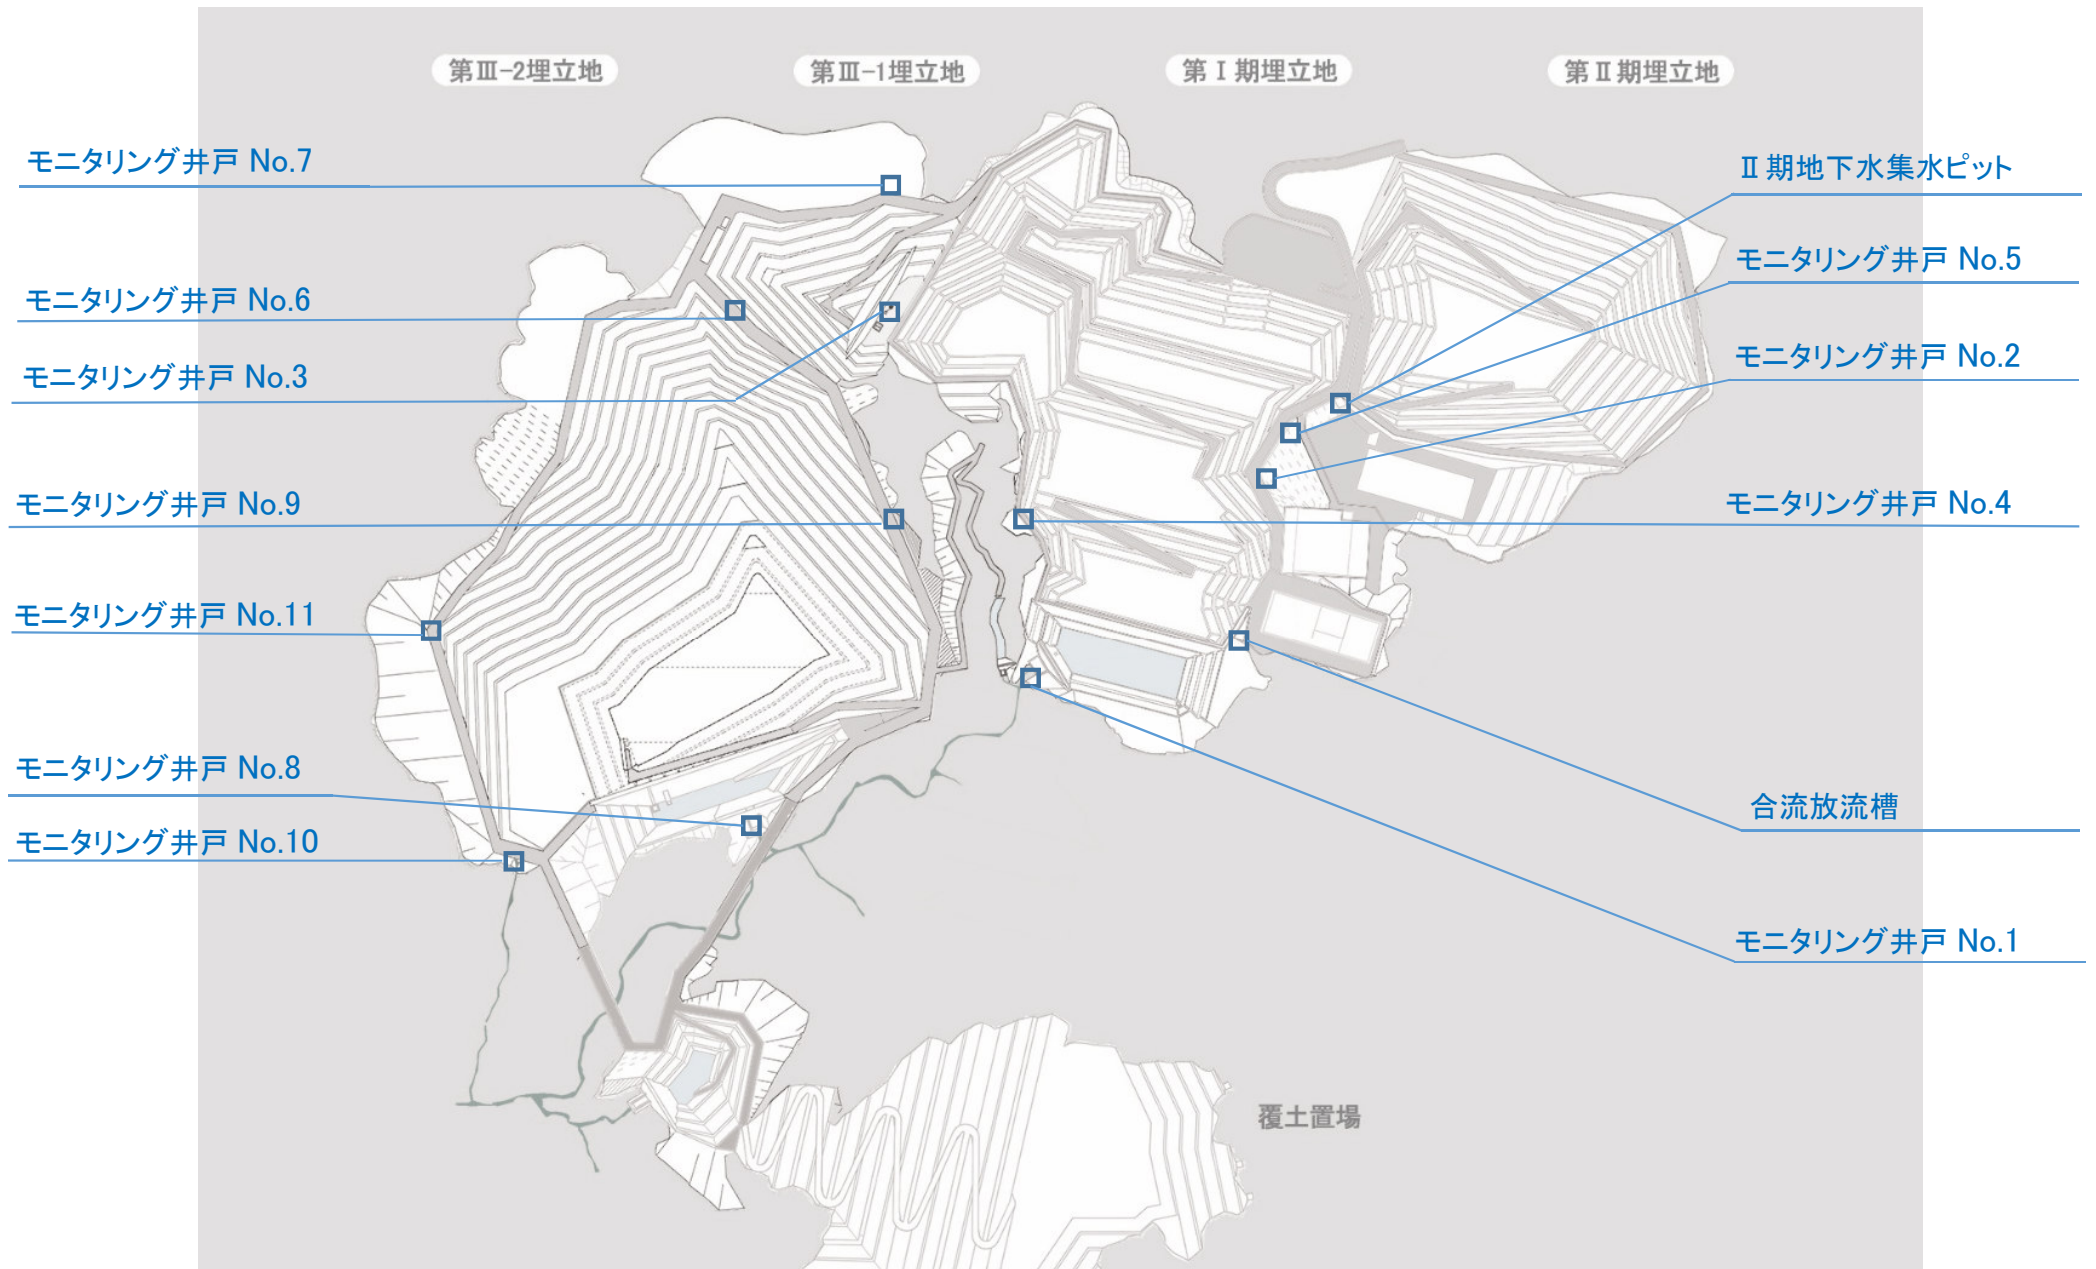 第Ⅲ-2埋立地
第Ⅲ-1埋立地
第Ⅰ期埋立地
第Ⅱ期埋立地
モニタリング井戸 No.7
モニタリング井戸 No.6
モニタリング井戸 No.3
モニタリング井戸 No.9
モニタリング井戸 No.11
モニタリング井戸 No.8
モニタリング井戸 No.10
Ⅱ期地下水集水ピット
モニタリング井戸 No.5
モニタリング井戸 No.2
モニタリング井戸 No.4
合流放流槽
モニタリング井戸 No.1
覆土置場